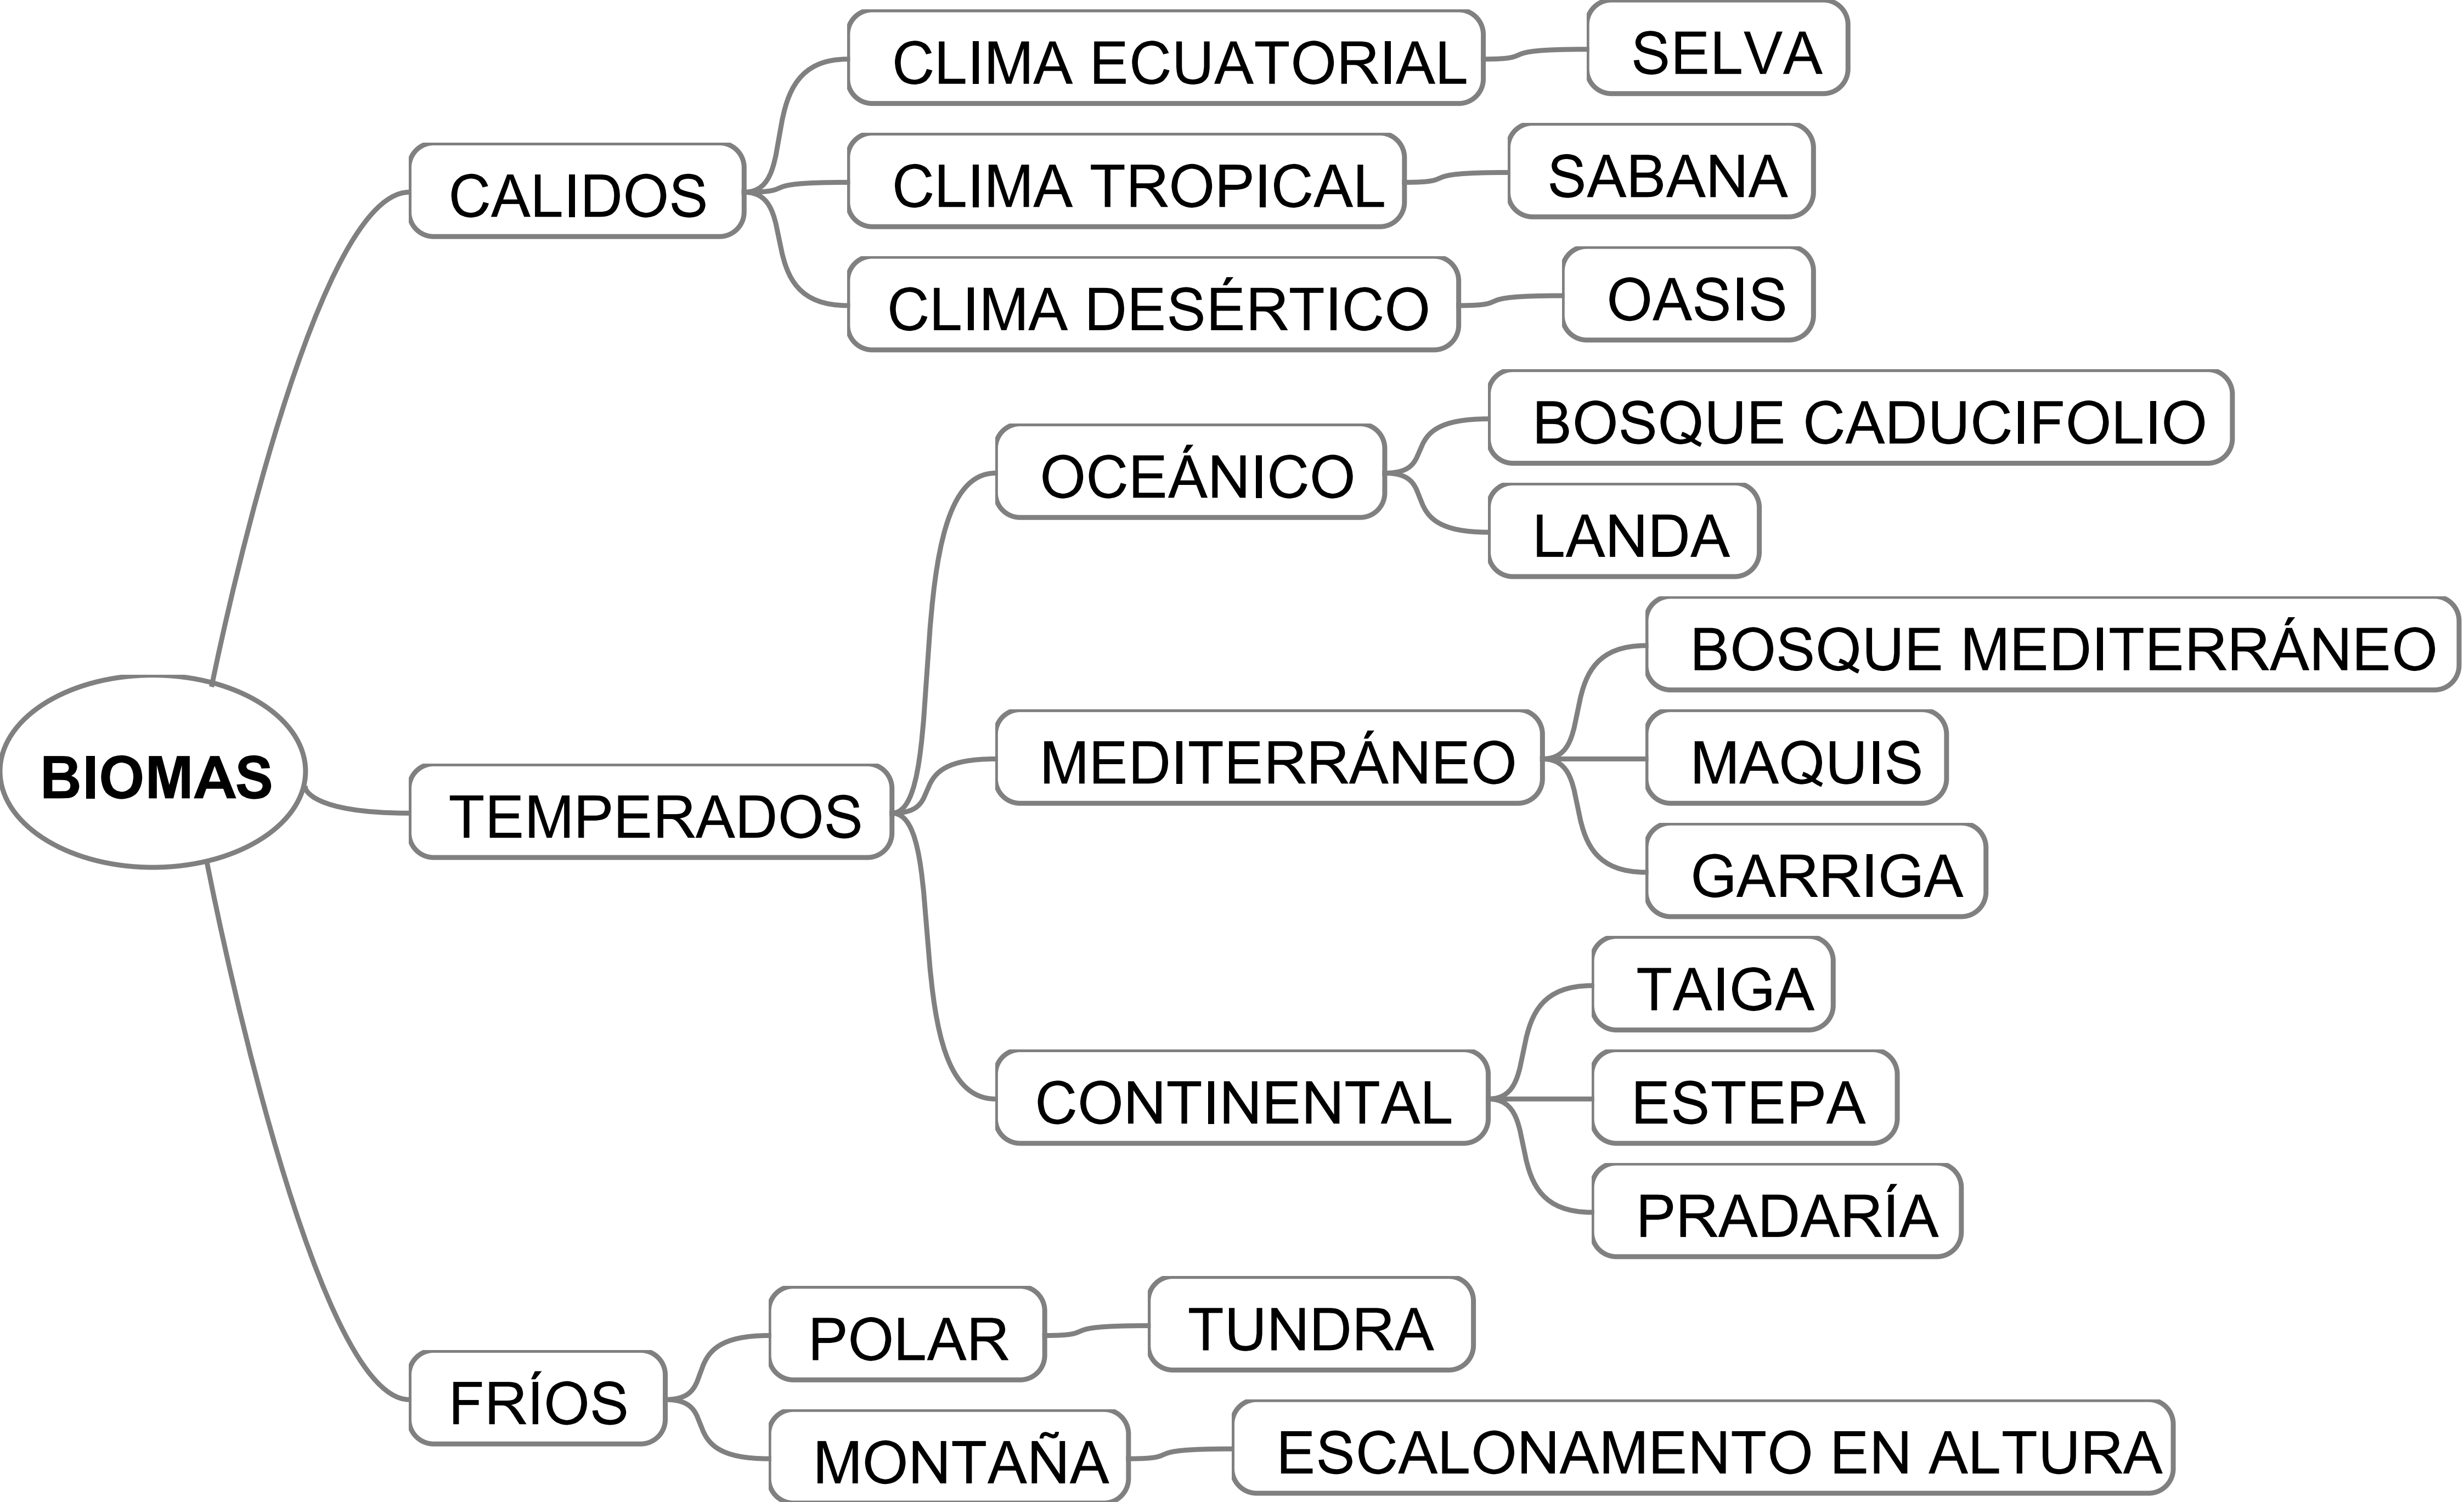 BIOMAS
CALIDOS
CLIMA ECUATORIAL
SELVA
CLIMA TROPICAL
SABANA
CLIMA DESÉRTICO
OASIS
TEMPERADOS
OCEÁNICO
BOSQUE CADUCIFOLIO
LANDA
MEDITERRÁNEO
BOSQUE MEDITERRÁNEO
MAQUIS
GARRIGA
CONTINENTAL
TAIGA
ESTEPA
PRADARÍA
FRÍOS
POLAR
TUNDRA
MONTAÑA
ESCALONAMENTO EN ALTURA